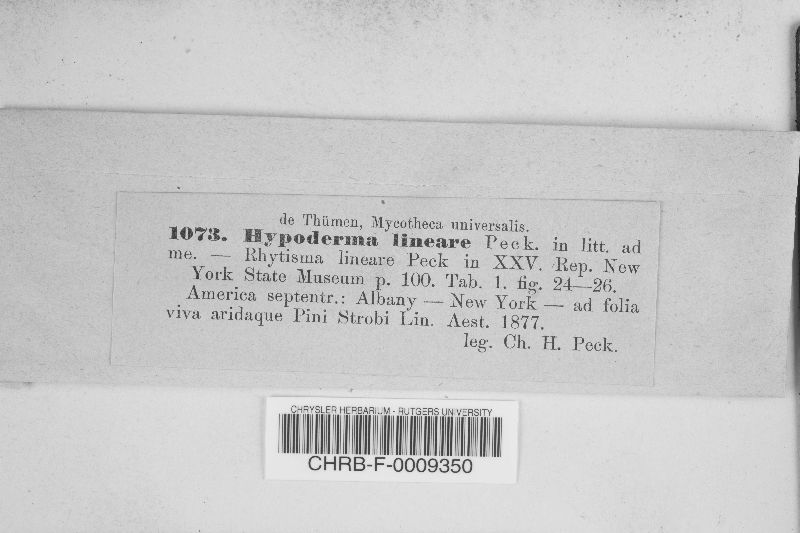 de Thümen, Mycotheca universalis.
1073. Hypoderma lineare Peck. in litt. ad
me. — Rhytisma lineare Peck in XXV. Rep. New
York State Museum p. 100. Tab. 1. fig. 24—26.
America septentr.: Albany — New York — ad folia
viva aridaque Pini Strobi Lin. Aest. 1877.
leg. Ch. H. Peck.
CHRYSLER HERBARIUM - RUTGERS UNIVERSITY
CHRB-F-0009350